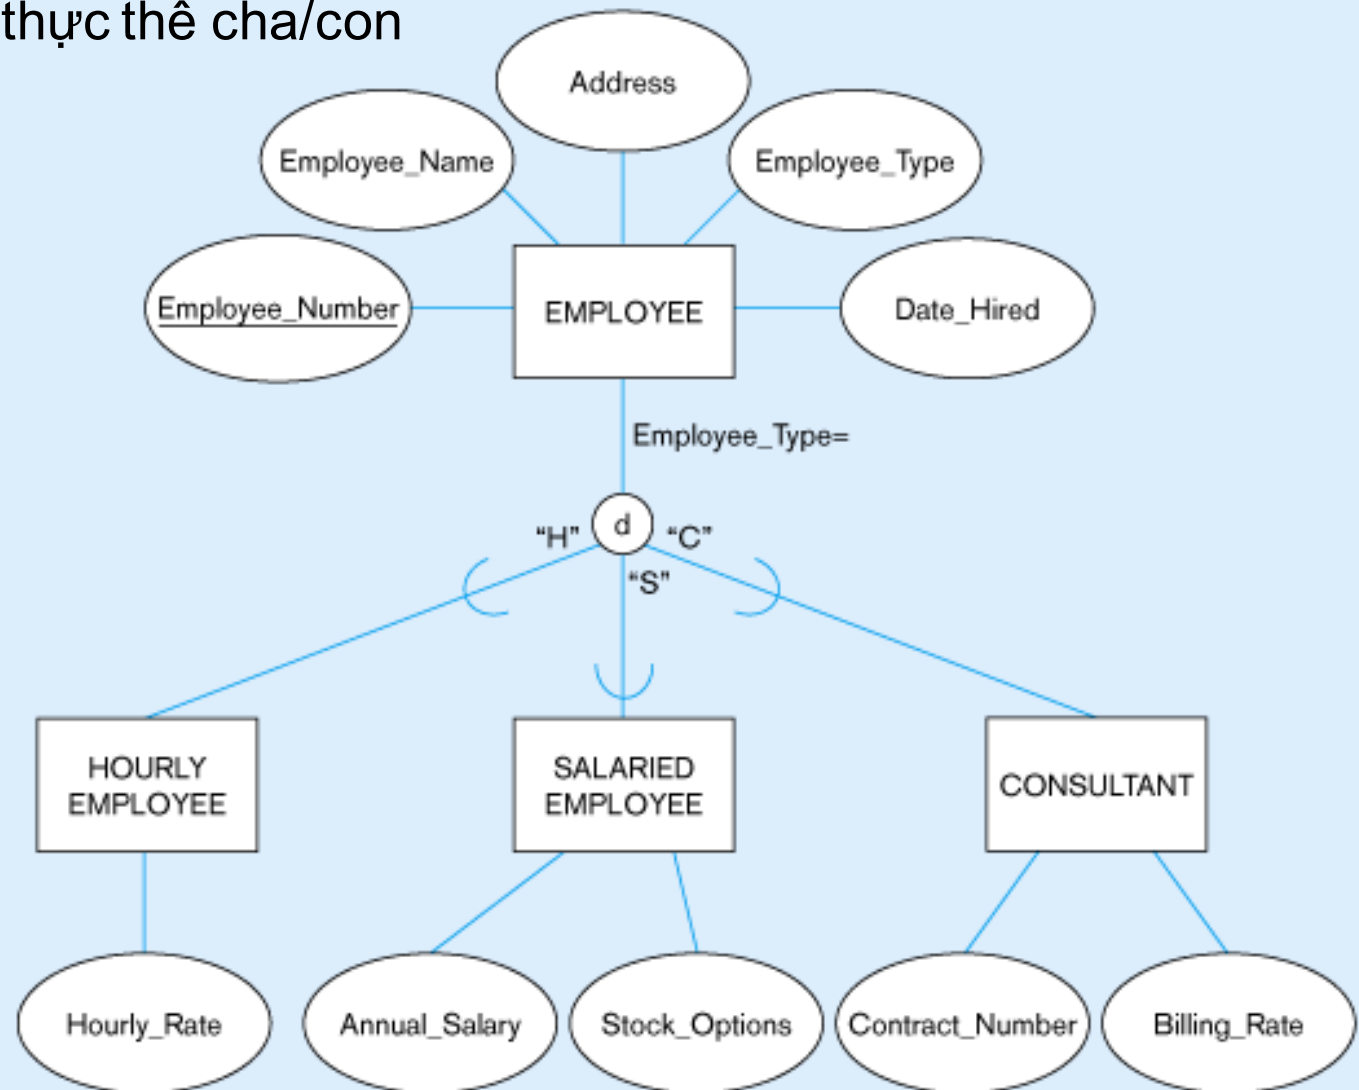 thực thê cha/con
Address
Employee_Name
Employee_Type
Employee_Number
EMPLOYEE
Date_Hired
Employee_Type=
d
“H”
“C”
“S”
HOURLY
EMPLOYEE
SALARIED
EMPLOYEE
CONSULTANT
Hourly_Rate
Annual_Salary
Stock_Options
Contract_Number
Billing_Rate